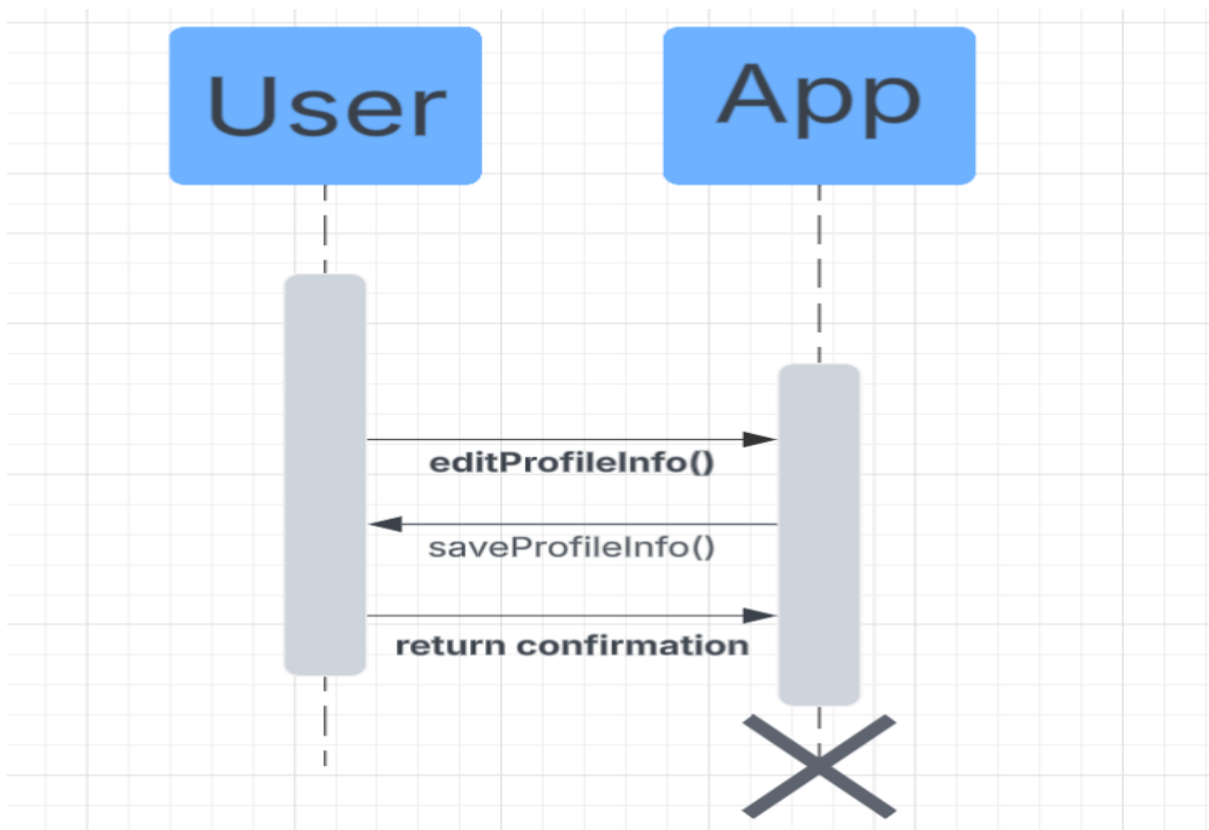 User
App
editProfileInfo()
saveProfileInfo()
return confirmation